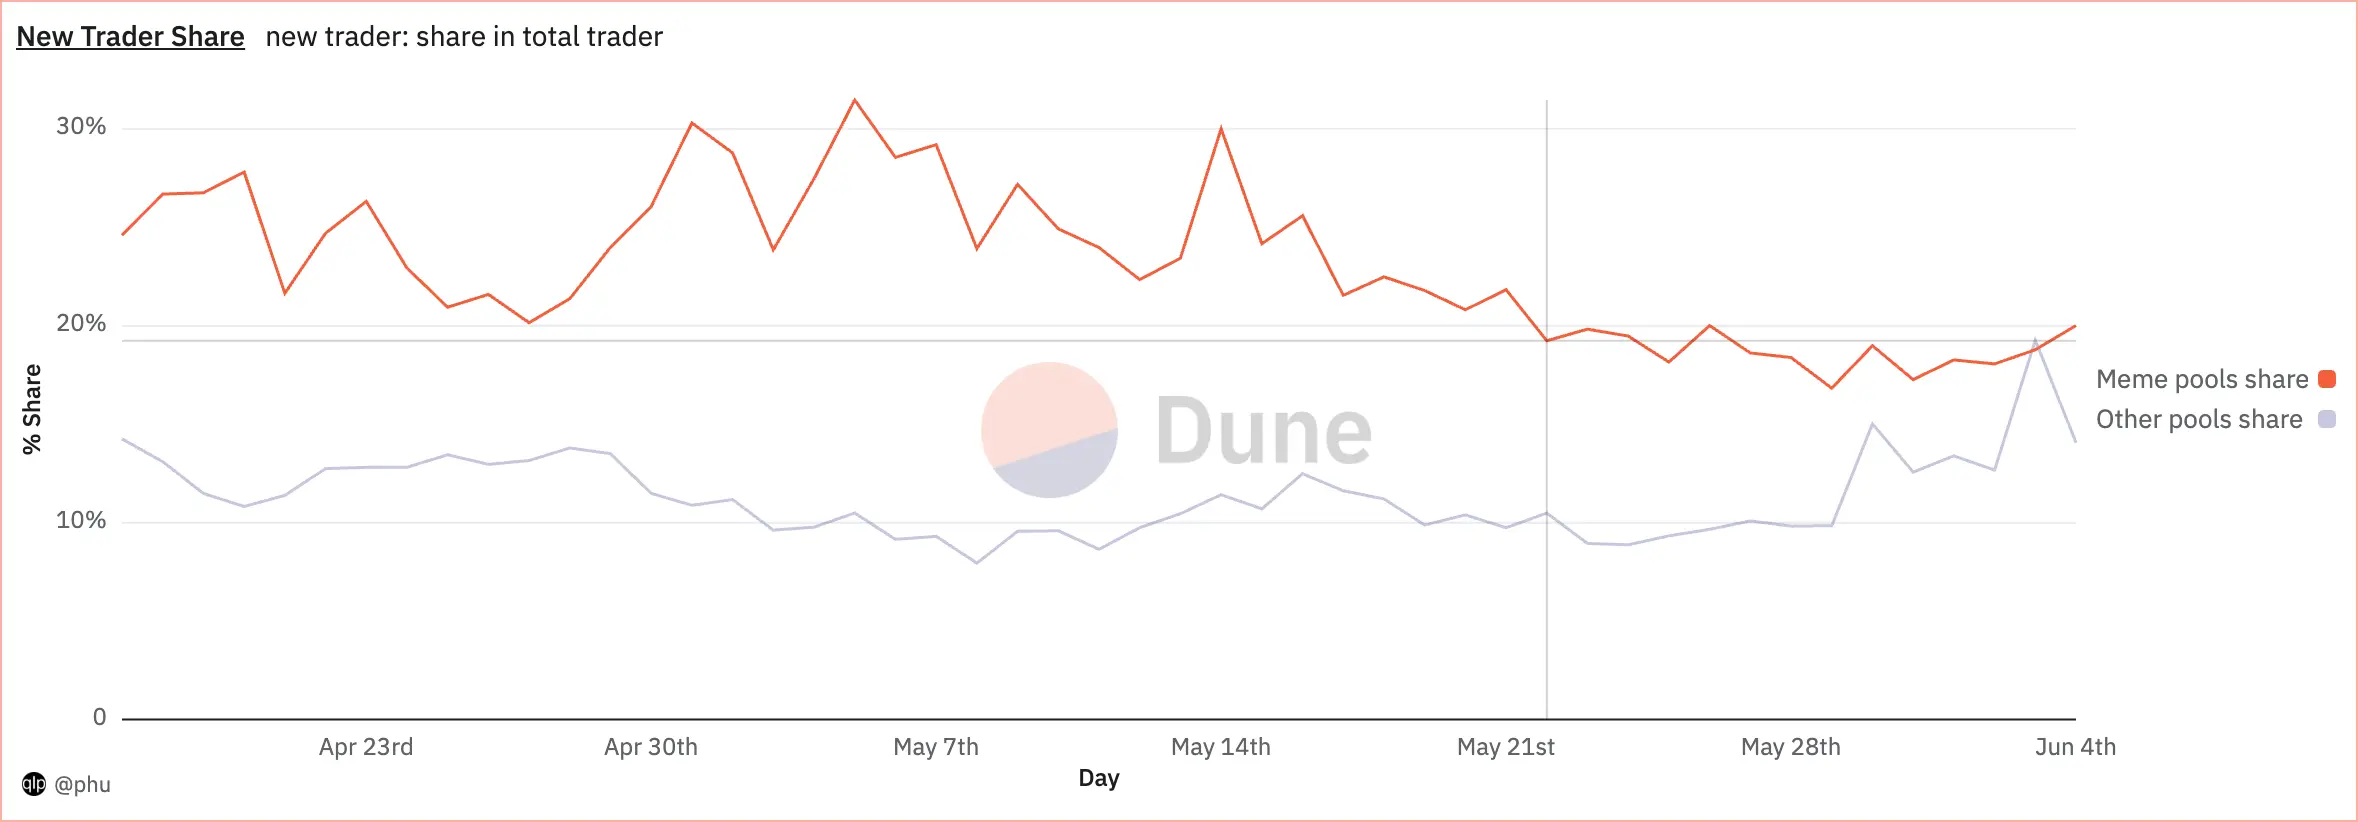 New Trader Share new trader: share in total trader
30%
20%
10%
0
% Share
Dune
Meme pools share
Other pools share
Apr 23rd Apr 30th May 7th May 14th May 21st May 28th Jun 4th
Day
qlp @phu